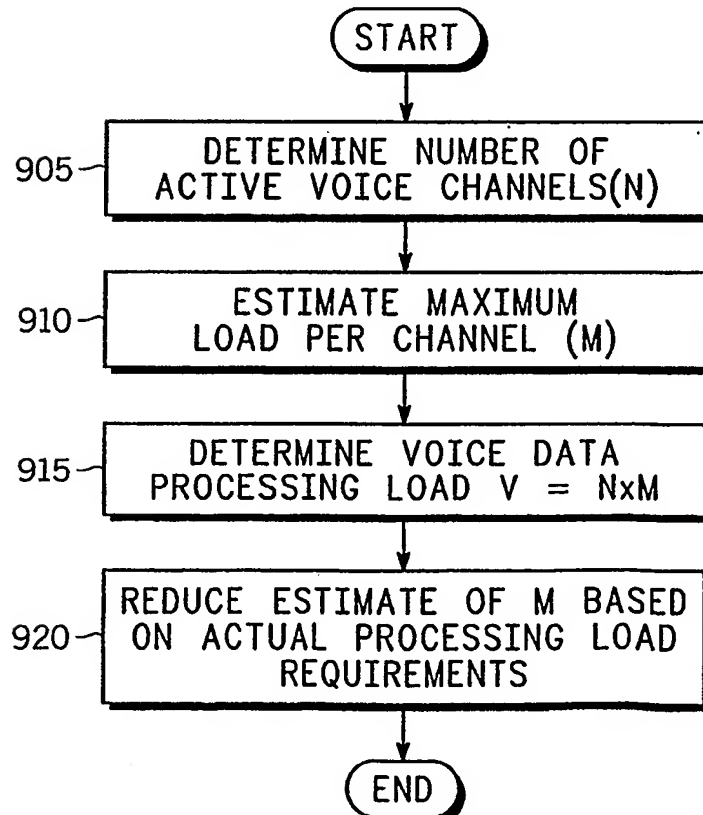 START
905
DETERMINE NUMBER OF
ACTIVE VOICE CHANNELS(N)
910
ESTIMATE MAXIMUM
LOAD PER CHANNEL (M)
915
DETERMINE VOICE DATA
PROCESSING LOAD V = NxM
920
REDUCE ESTIMATE OF M BASED
ON ACTUAL PROCESSING LOAD
REQUIREMENTS
END